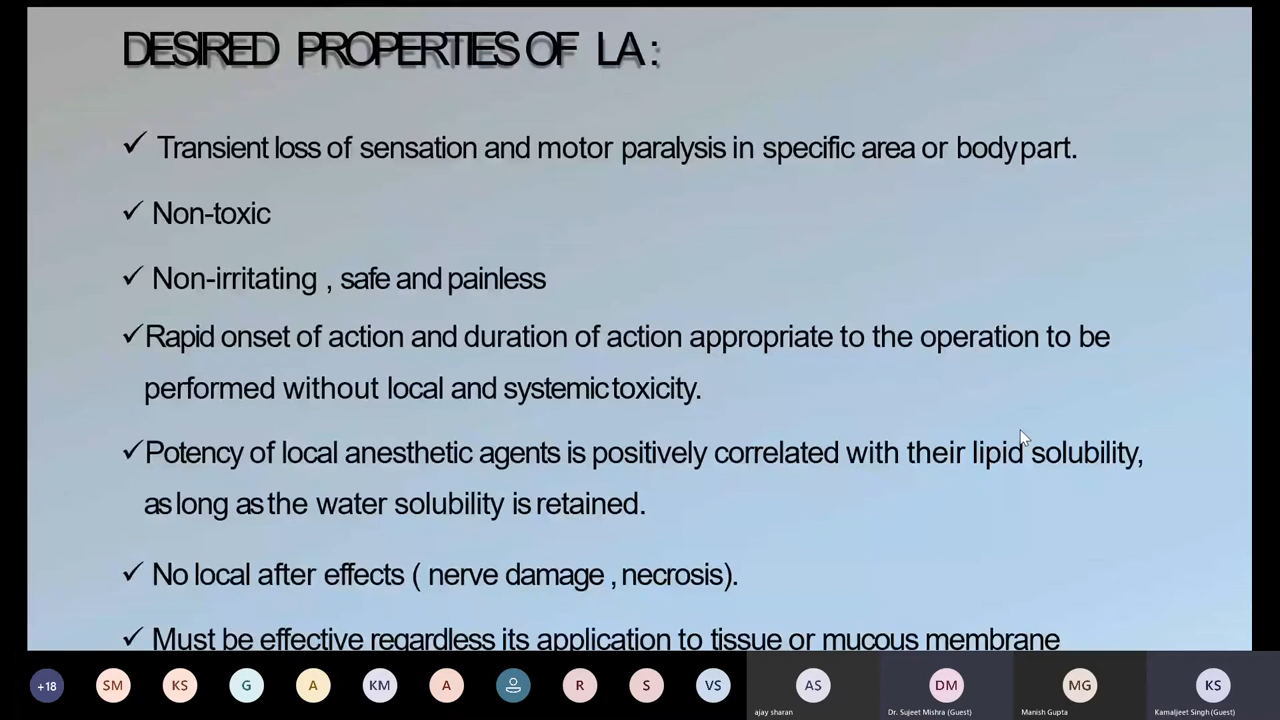 DESIRED PROPERTIES OF LA :
✓ Transient loss of sensation and motor paralysis in specific area or body part.
✓ Non-toxic
✓ Non-irritating , safe and painless
✓ Rapid onset of action and duration of action appropriate to the operation to be
performed without local and systemic toxicity.
✓ Potency of local anesthetic agents is positively correlated with their lipid solubility,
as long as the water solubility is retained.
✓ No local after effects ( nerve damage , necrosis).
✓ Must be effective regardless its application to tissue or mucous membrane
+18 SM KS G A KM A R S VS AS DM MG KS
ajay sharan Dr. Sujeet Mishra (Guest) Manish Gupta Kamaljeet Singh (Guest)